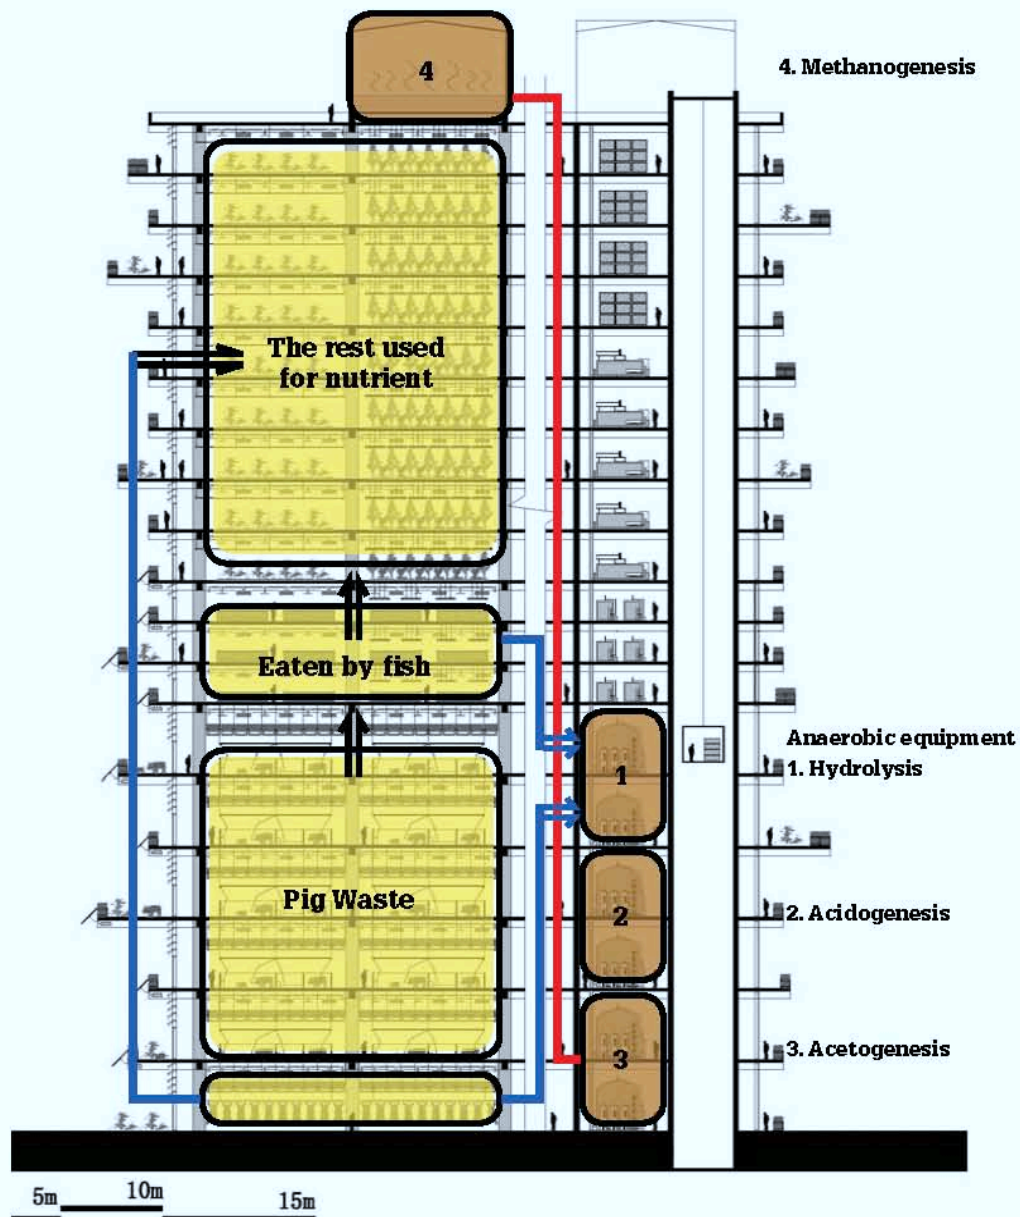 4
4. Methanogenesis
The rest used
for nutrient
Eaten by fish
Anaerobic equipment
1. Hydrolysis
1
Pig Waste
2
2. Acidogenesis
3
3. Acetogenesis
5m
10m
15m